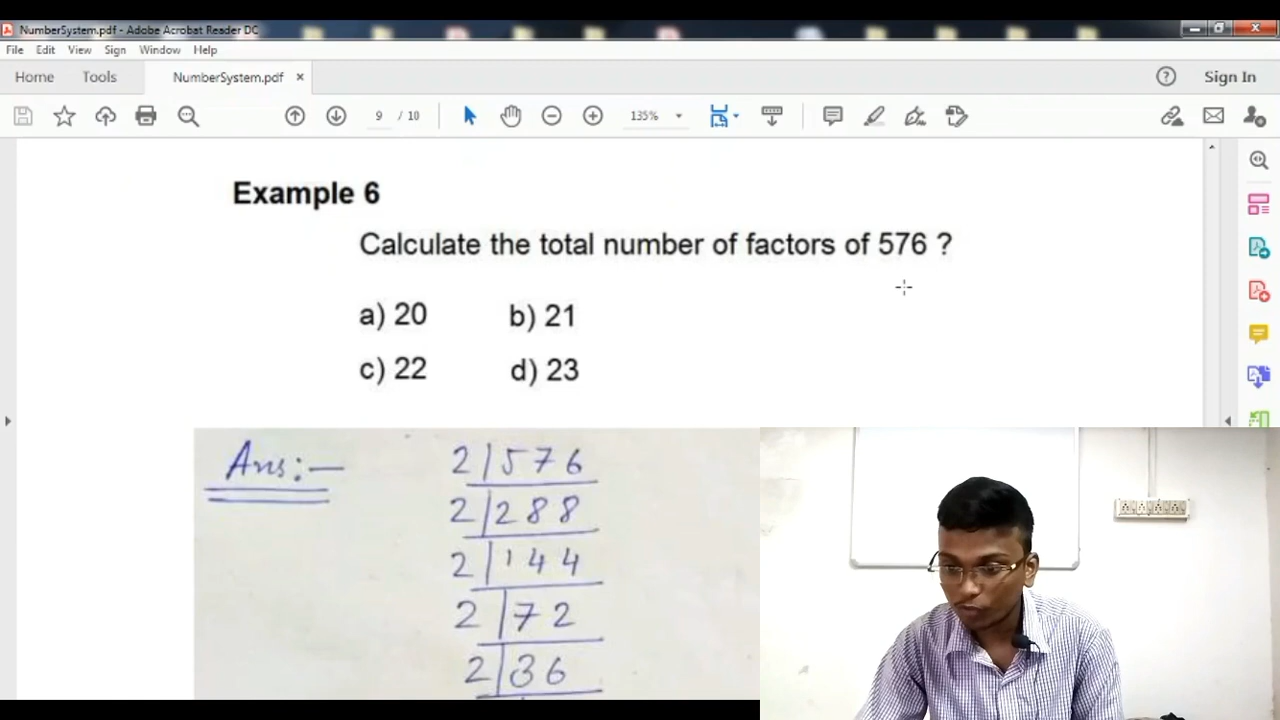 NumberSystem.pdf - Adobe Acrobat Reader DC
File Edit View Sign Window Help
Home Tools NumberSystem.pdf × ? Sign In
9 / 10 135%
Example 6
Calculate the total number of factors of 576 ?
a) 20 b) 21
c) 22 d) 23
Ans:—
2 | 576
2 | 288
2 | 144
2 | 72
2 | 36